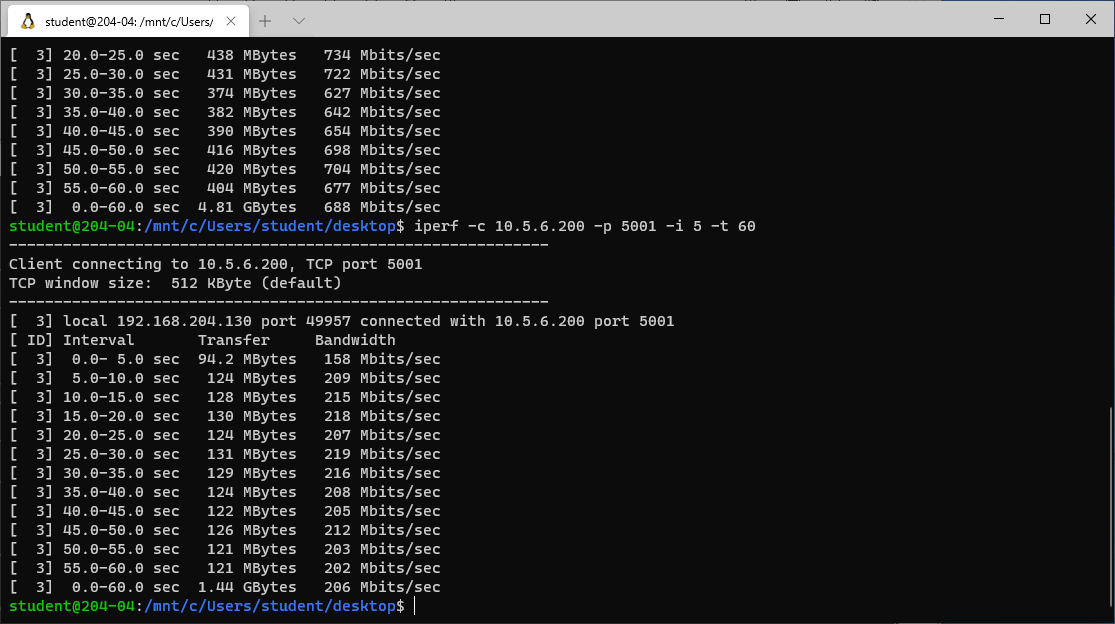 student@204-04: /mnt/c/Users/
[  3] 20.0-25.0 sec   438 MBytes   734 Mbits/sec
[  3] 25.0-30.0 sec   431 MBytes   722 Mbits/sec
[  3] 30.0-35.0 sec   374 MBytes   627 Mbits/sec
[  3] 35.0-40.0 sec   382 MBytes   642 Mbits/sec
[  3] 40.0-45.0 sec   390 MBytes   654 Mbits/sec
[  3] 45.0-50.0 sec   416 MBytes   698 Mbits/sec
[  3] 50.0-55.0 sec   420 MBytes   704 Mbits/sec
[  3] 55.0-60.0 sec   404 MBytes   677 Mbits/sec
[  3]  0.0-60.0 sec  4.81 GBytes   688 Mbits/sec
student@204-04:/mnt/c/Users/student/desktop$ iperf -c 10.5.6.200 -p 5001 -i 5 -t 60
------------------------------------------------------------
Client connecting to 10.5.6.200, TCP port 5001
TCP window size:  512 KByte (default)
------------------------------------------------------------
[  3] local 192.168.204.130 port 49957 connected with 10.5.6.200 port 5001
[ ID] Interval       Transfer     Bandwidth
[  3]  0.0- 5.0 sec  94.2 MBytes   158 Mbits/sec
[  3]  5.0-10.0 sec   124 MBytes   209 Mbits/sec
[  3] 10.0-15.0 sec   128 MBytes   215 Mbits/sec
[  3] 15.0-20.0 sec   130 MBytes   218 Mbits/sec
[  3] 20.0-25.0 sec   124 MBytes   207 Mbits/sec
[  3] 25.0-30.0 sec   131 MBytes   219 Mbits/sec
[  3] 30.0-35.0 sec   129 MBytes   216 Mbits/sec
[  3] 35.0-40.0 sec   124 MBytes   208 Mbits/sec
[  3] 40.0-45.0 sec   122 MBytes   205 Mbits/sec
[  3] 45.0-50.0 sec   126 MBytes   212 Mbits/sec
[  3] 50.0-55.0 sec   121 MBytes   203 Mbits/sec
[  3] 55.0-60.0 sec   121 MBytes   202 Mbits/sec
[  3]  0.0-60.0 sec  1.44 GBytes   206 Mbits/sec
student@204-04:/mnt/c/Users/student/desktop$